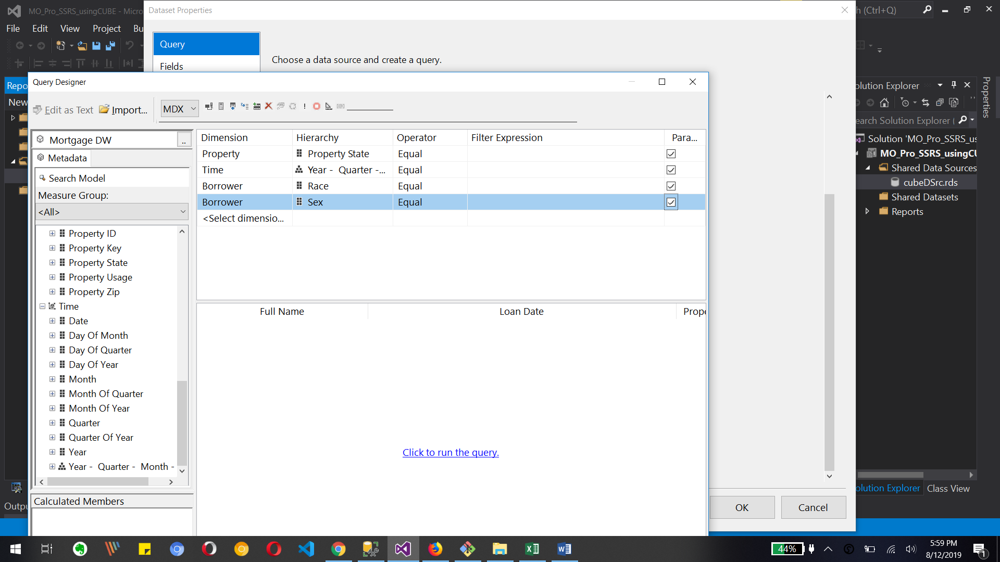 MO_Pro_SSRS_usingCUBE - Micro
Dataset Properties
h (Ctrl+Q)
File Edit View Project Bu
Query
Fields
Choose a data source and create a query.
Repo
New
Query Designer
Edit as Text Import... MDX
Mortgage DW ..
Metadata
Search Model
Measure Group:
<All>
Property ID
Property Key
Property State
Property Usage
Property Zip
Time
Date
Day Of Month
Day Of Quarter
Day Of Year
Month
Month Of Quarter
Month Of Year
Quarter
Quarter Of Year
Year
Year - Quarter - Month -
Calculated Members
Dimension Hierarchy Operator Filter Expression Para...
Property Property State Equal
Time Year - Quarter -... Equal
Borrower Race Equal
Borrower Sex Equal
<Select dimensio...
Full Name Loan Date Prope
Click to run the query.
OK Cancel
olution Explorer
Properties
earch Solution Explorer (
Solution 'MO_Pro_SSRS_us
MO_Pro_SSRS_usingCU
Shared Data Sources
cubeDSrc.rds
Shared Datasets
Reports
olution Explorer Class View
Outpu
44%
5:59 PM
8/12/2019
1